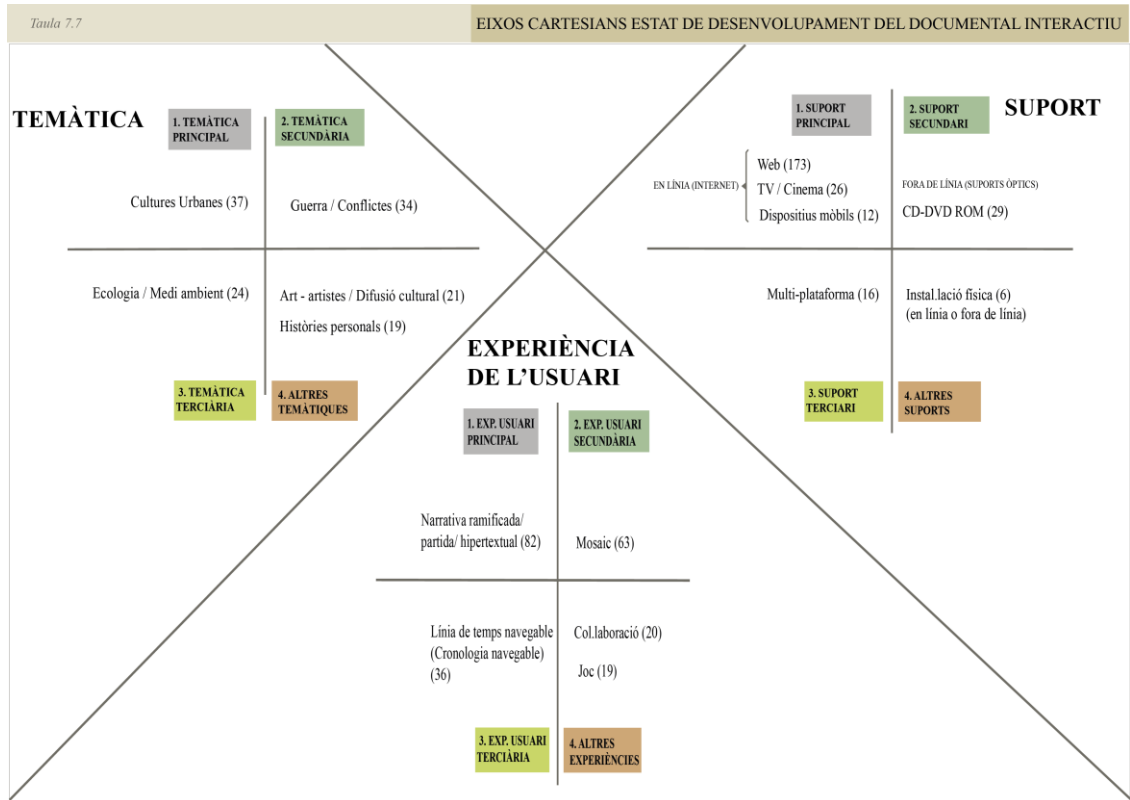 Taula 7.7
EIXOS CARTESIANS ESTAT DE DESENVOLUPAMENT DEL DOCUMENTAL INTERACTIU
TEMÀTICA
1. TEMÀTICA
PRINCIPAL
2. TEMÀTICA
SECUNDÁRIA
Cultures Urbanes (37)
Guerra / Conflictes (34)
Ecologia / Medi ambient (24)
Art - artistes / Difusió cultural (21)
Històries personals (19)
3. TEMÀTICA
TERCIÀRIA
4. ALTRES
TEMÀTIQUES
SUPORT
1. SUPORT
PRINCIPAL
2. SUPORT
SECUNDARI
EN LÍNIA (INTERNET)
Web (173)
TV / Cinema (26)
Dispositius mòbils (12)
FORA DE LÍNIA (SUPORTS ÒPTICS)
CD-DVD ROM (29)
Multi-plataforma (16)
Instal.lació física (6)
(en línia o fora de línia)
3. SUPORT
TERCIARI
4. ALTRES
SUPORTS
EXPERIÈNCIA
DE L’USUARI
1. EXP. USUARI
PRINCIPAL
2. EXP. USUARI
SECUNDÀRIA
Narrativa ramificada/
partida/ hipertextual (82)
Mosaic (63)
Línia de temps navegable
(Cronologia navegable)
(36)
Col.laboració (20)
Joc (19)
3. EXP. USUARI
TERCIÀRIA
4. ALTRES
EXPERIÈNCIES